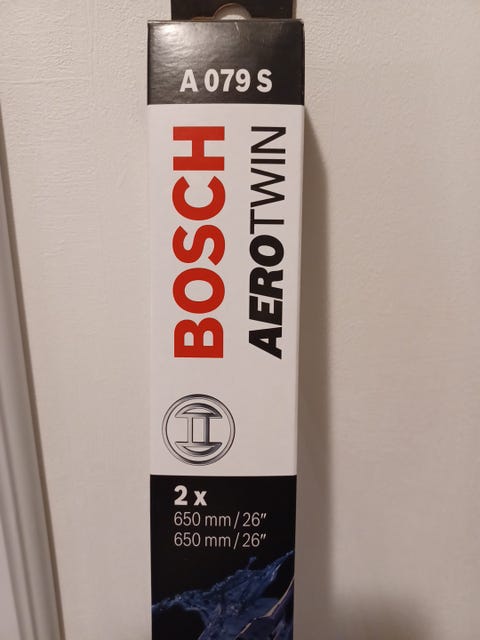 A 079 S
BOSCH
AEROTWIN
2 x
650 mm / 26″
650 mm / 26″